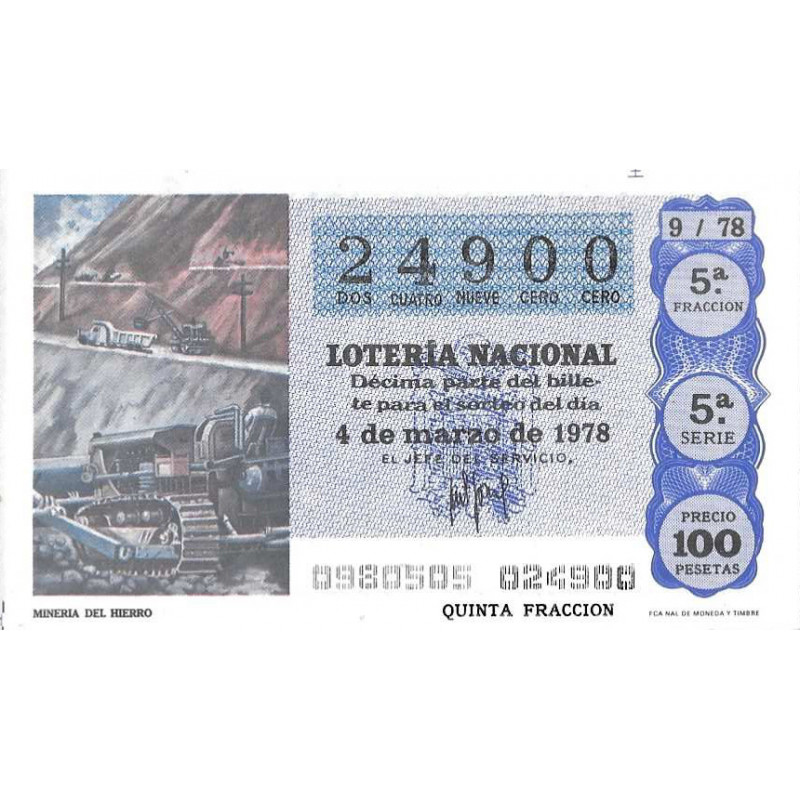 9 / 78
24900
DOS CUATRO NUEVE CERO CERO
5.ª
FRACCION
LOTERÍA NACIONAL
Décima parte del bille-
te para el sorteo del día
4 de marzo de 1978
EL JEFE DEL SERVICIO,
5.ª
SERIE
PRECIO
100
PESETAS
0980505 024900
MINERIA DEL HIERRO
QUINTA FRACCION
FCA NAL DE MONEDA Y TIMBRE